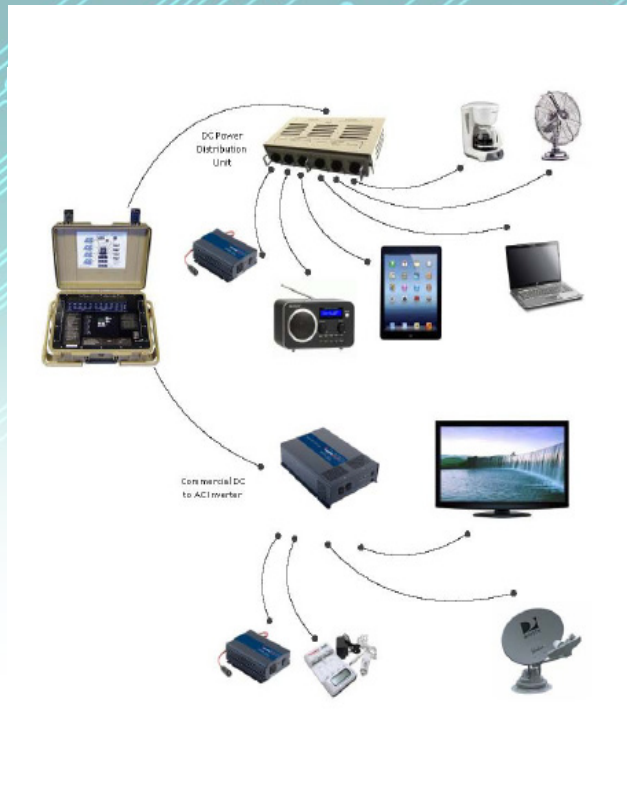 DC Power
Distribution
Unit
Commercial DC
to AC Inverter